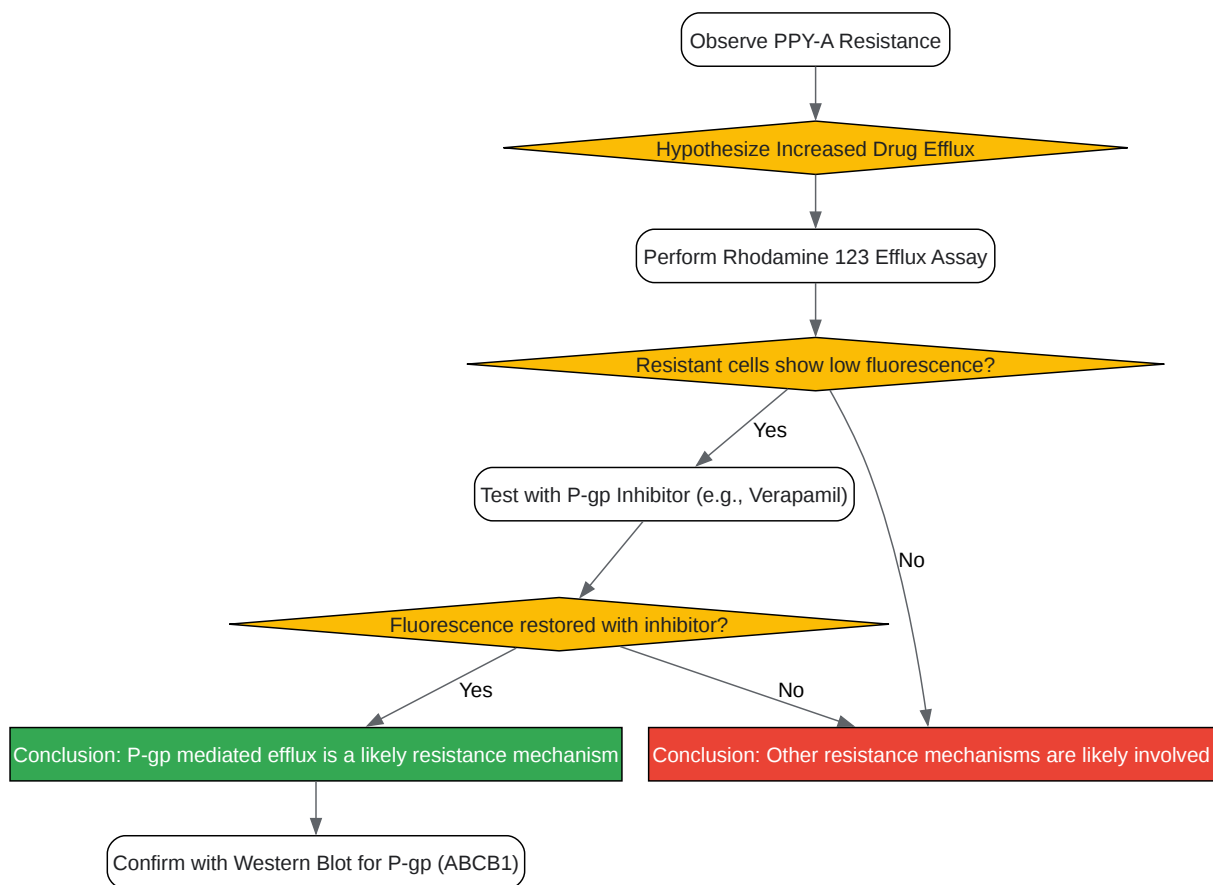 Observe PPY-A Resistance
Hypothesize Increased Drug Efflux
Perform Rhodamine 123 Efflux Assay
Resistant cells show low fluorescence?
Yes
Test with P-gp Inhibitor (e.g., Verapamil)
No
Fluorescence restored with inhibitor?
Yes
No
Conclusion: P-gp mediated efflux is a likely resistance mechanism
Conclusion: Other resistance mechanisms are likely involved
Confirm with Western Blot for P-gp (ABCB1)